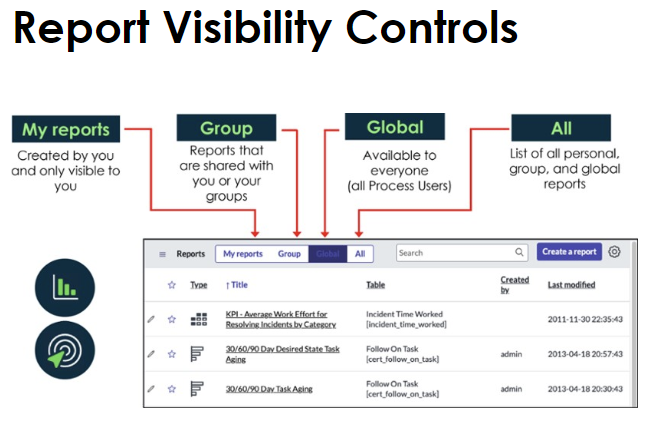 Report Visibility Controls
My reports
Group
Global
All
Created by you
and only visible to
you
Reports that
are shared with
you or your
groups
Available to
everyone
(all Process Users)
List of all personal,
group, and global
reports
Reports My reports Group Global All Search Create a report
Type ↑ Title Table Created
by Last modified
KPI - Average Work Effort for
Resolving Incidents by Category
Incident Time Worked
[incident_time_worked]
2011-11-30 22:35:43
30/60/90 Day Desired State Task
Aging
Follow On Task
[cert_follow_on_task]
admin
2013-04-18 20:57:43
30/60/90 Day Task Aging
Follow On Task
[cert_follow_on_task]
admin
2013-04-18 20:30:43